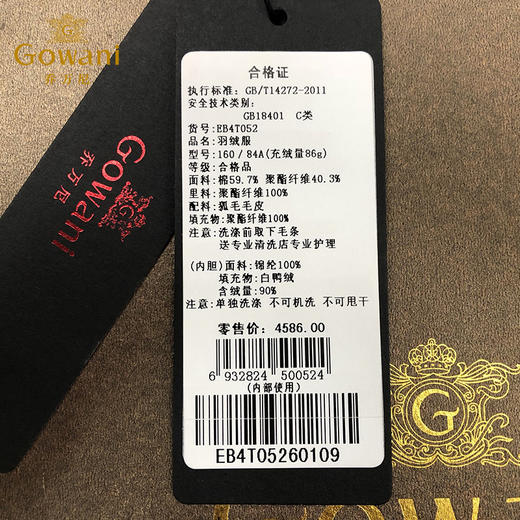 Gowani
乔万尼
Gowani
乔万尼
合格证
执行标准：GB/T14272-2011
安全技术类别：
GB18401 C类
货号：EB4T052
品名：羽绒服
型号：160/84A(充绒量86g)
等级：合格品
面料：棉59.7% 聚酯纤维40.3%
里料：聚酯纤维100%
配料：狐毛毛皮
填充物：聚酯纤维100%
注意：洗涤前取下毛条
送专业清洗店专业护理
(内胆)面料：锦纶100%
填充物：白鸭绒
含绒量：90%
注意：单独洗涤 不可机洗 不可甩干
零售价：4586.00
6 932824 500524
(内部使用)
EB4T05260109
G
GOWANI